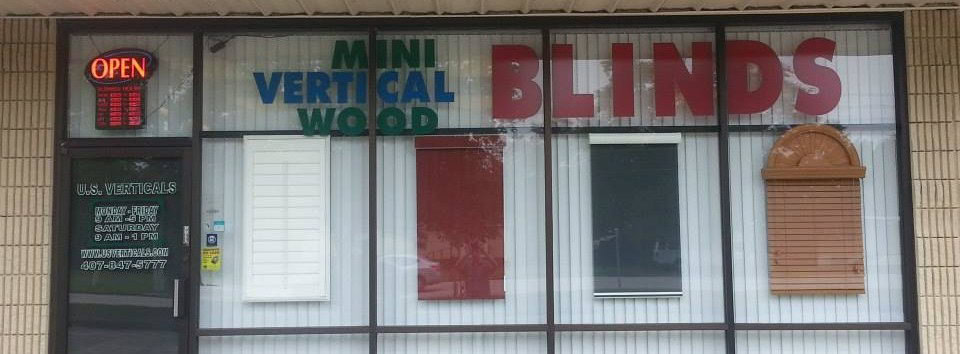 OPEN
MINI
VERTICAL
WOOD
BLINDS
U.S. VERTICALS
MONDAY - FRIDAY
9 AM - 5 PM
SATURDAY
9 AM - 1 PM
WWW.USVERTICALS.COM
407-847-5777